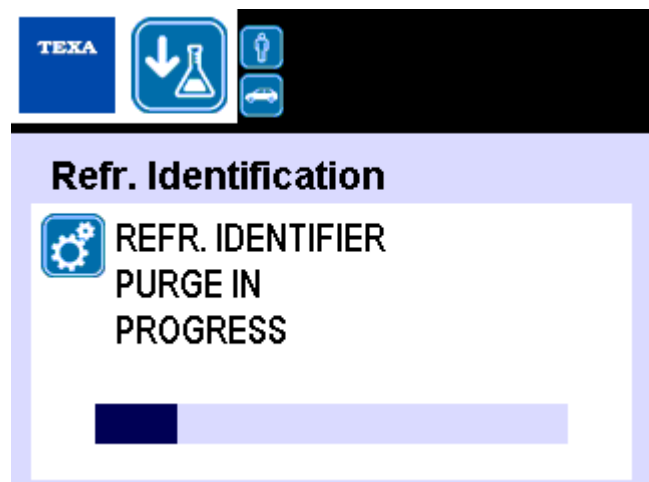 TEXA
Refr. Identification
REFR. IDENTIFIER
PURGE IN
PROGRESS